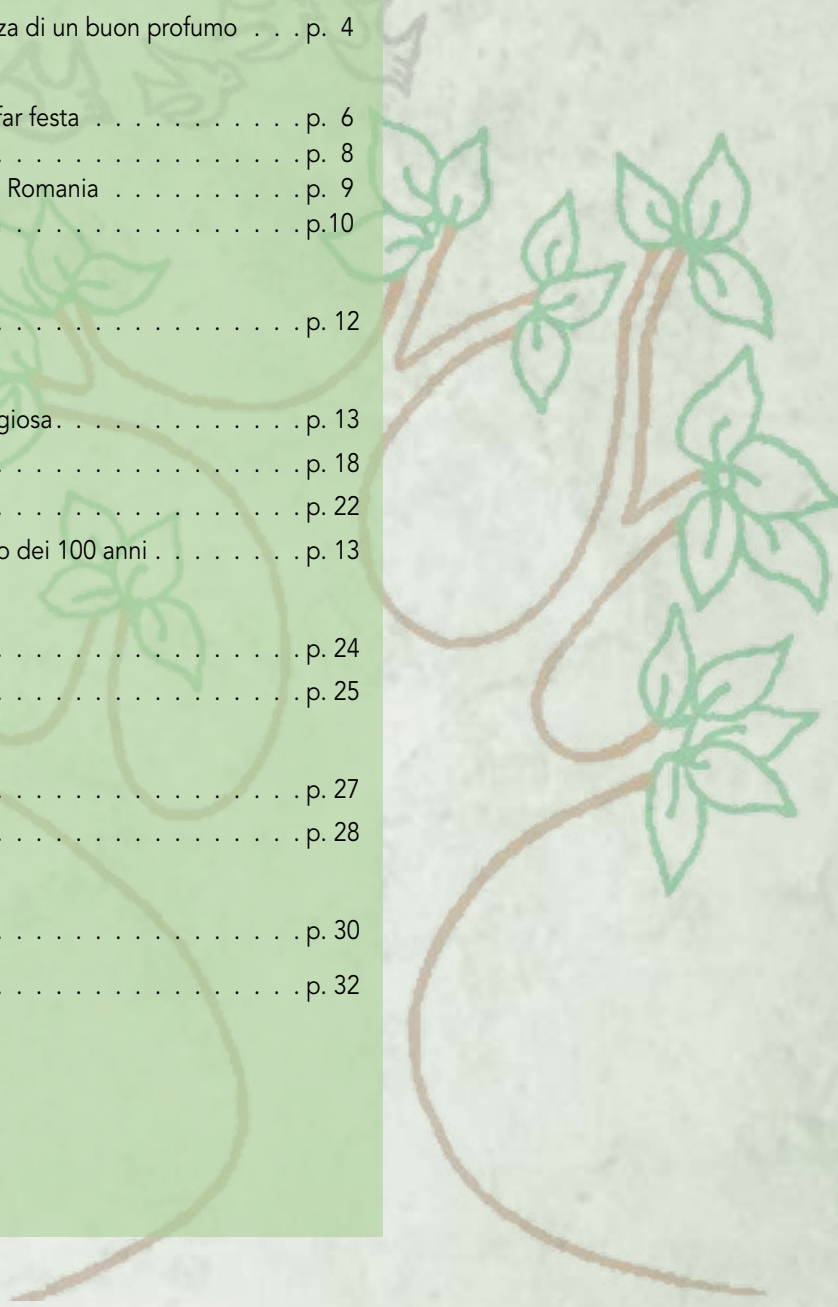 za di un buon profumo . . . p. 4
far festa . . . . . . . . . . . p. 6
. . . . . . . . . . . . . . . . p. 8
Romania . . . . . . . . . . p. 9
. . . . . . . . . . . . . . . . p.10
. . . . . . . . . . . . . . . . p. 12
giosa. . . . . . . . . . . . . p. 13
. . . . . . . . . . . . . . . . p. 18
. . . . . . . . . . . . . . . . p. 22
o dei 100 anni . . . . . . . . p. 13
. . . . . . . . . . . . . . . . p. 24
. . . . . . . . . . . . . . . . p. 25
. . . . . . . . . . . . . . . . p. 27
. . . . . . . . . . . . . . . . p. 28
. . . . . . . . . . . . . . . . p. 30
. . . . . . . . . . . . . . . . p. 32